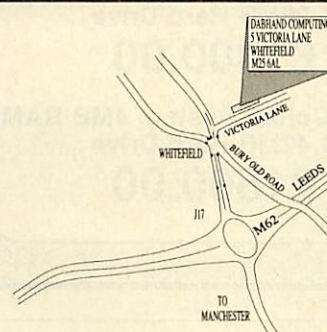 DABHAND COMPUTING
5 VICTORIA LANE
WHITEFIELD
M25 6AL
VICTORIA LANE
WHITEFIELD
BURY OLD ROAD
LEEDS
J17
M62
TO
MANCHESTER